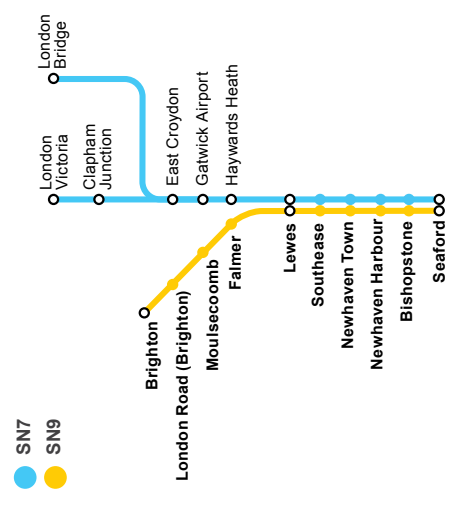 SN7
SN9
London
Bridge
London
Victoria
Clapham
Junction
East Croydon
Gatwick Airport
Haywards Heath
Brighton
London Road (Brighton)
Moulsecoomb
Falmer
Lewes
Southease
Newhaven Town
Newhaven Harbour
Bishopstone
Seaford